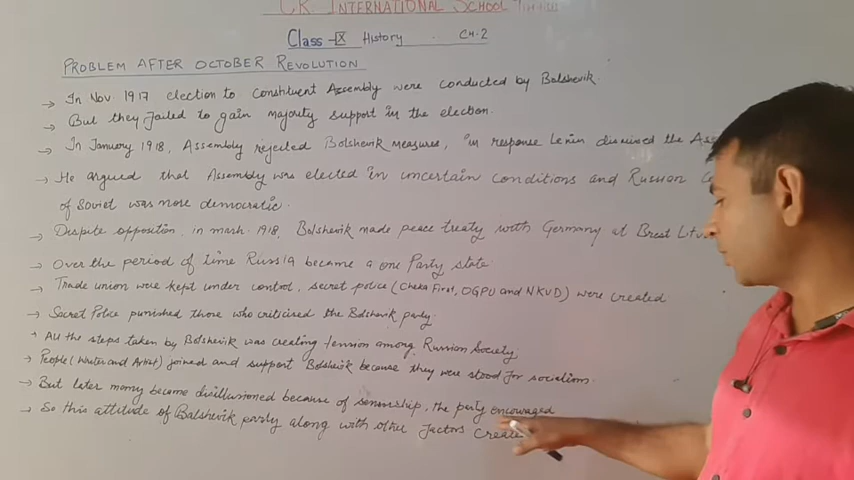 CK INTERNATIONAL SCHOOL
Class - IX History CH-2
PROBLEM AFTER OCTOBER REVOLUTION
→ In Nov 1917 election to constituent Assembly were conducted by Bolshevik.
→ But they failed to gain majority support in the election.
→ In January 1918, Assembly rejected Bolshevik measures, in response Lenin dismissed the
→ He argued that Assembly was elected in uncertain conditions and Russian
of Soviet was more democratic.
→ Despite opposition in march 1918, Bolshevik made peace treaty with Germany at Brest
→ Over the period of time Russia became a one Party state
→ Trade union were kept under control, secret police (Cheka First, OGPU and NKVD) were created
→ Secret Police punished those who criticised the Bolshevik party.
All the steps taken by Bolshevik was creating tension among Russian Society
→ People (Writer and Artist) joined and support Bolshevik because they were stood for socialism.
→ But later many became disillusioned because of sensorship, the party encouraged
→ So this attitude of Bolshevik party along with other factors create